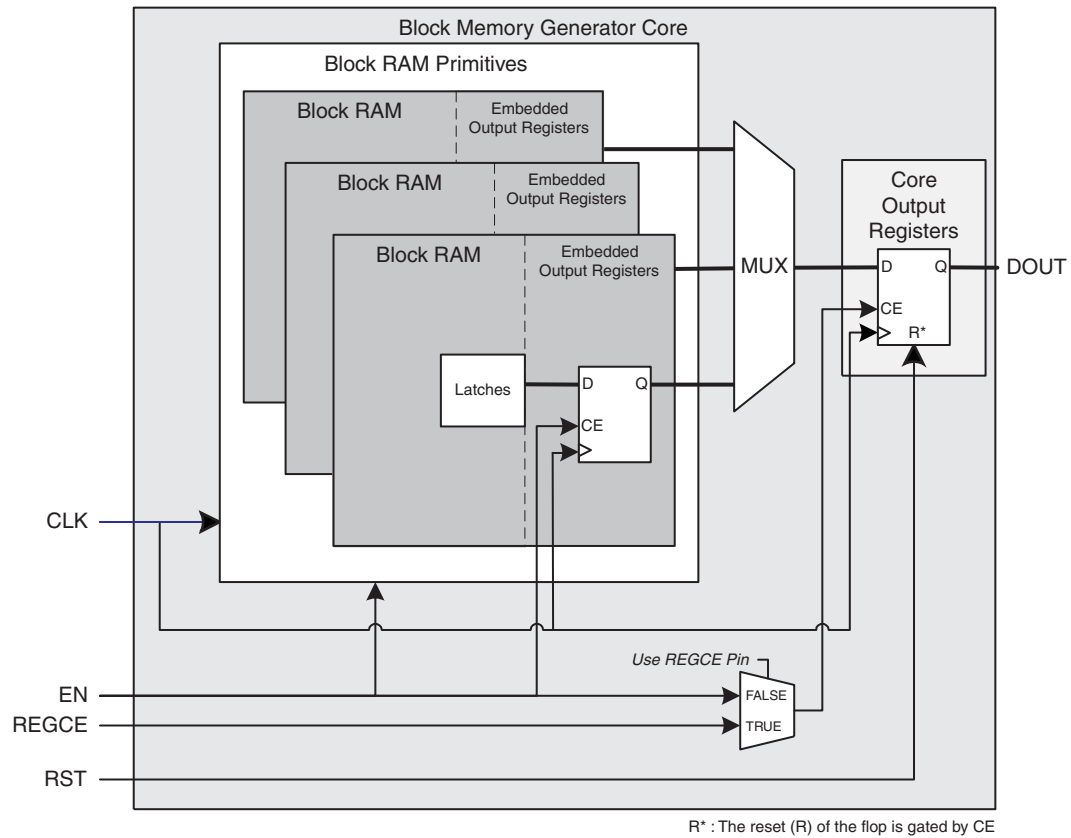 Block Memory Generator Core
Block RAM Primitives
Block RAM
Embedded
Output Registers
Block RAM
Embedded
Output Registers
Block RAM
Embedded
Output Registers
Latches
D
Q
CE
MUX
Core
Output
Registers
D
Q
CE
R*
DOUT
CLK
EN
REGCE
RST
Use REGCE Pin
FALSE
TRUE
R* : The reset (R) of the flop is gated by CE